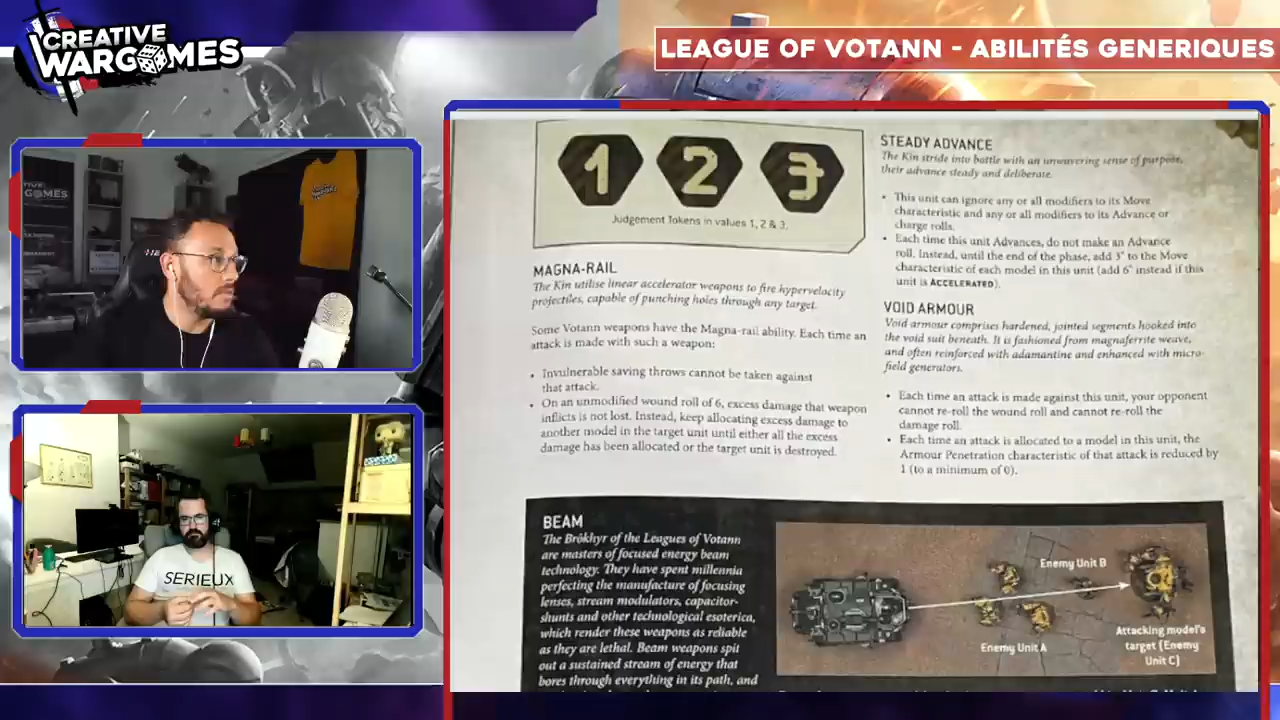 CREATIVE
WARGAMES
LEAGUE OF VOTANN - ABILITÉS GENERIQUES
SERIEUX
1 2 3
Judgement Tokens in values 1, 2 & 3.
MAGNA-RAIL
The Kin utilise linear accelerator weapons to fire hypervelocity
projectiles, capable of punching holes through any target.
Some Votann weapons have the Magna-rail ability. Each time an
attack is made with such a weapon:
• Invulnerable saving throws cannot be taken against
that attack.
• On an unmodified wound roll of 6, excess damage that weapon
inflicts is not lost. Instead, keep allocating excess damage to
another model in the target unit until either all the excess
damage has been allocated or the target unit is destroyed.
STEADY ADVANCE
The Kin stride into battle with an unwavering sense of purpose,
their advance steady and deliberate.
• This unit can ignore any or all modifiers to its Move
characteristic and any or all modifiers to its Advance or
charge rolls.
• Each time this unit Advances, do not make an Advance
roll. Instead, until the end of the phase, add 3" to the Move
characteristic of each model in this unit (add 6" instead if this
unit is ACCELERATED).
VOID ARMOUR
Void armour comprises hardened, jointed segments hooked into
the void suit beneath. It is fashioned from magnaferrite weave,
and often reinforced with adamantine and enhanced with micro-
field generators.
• Each time an attack is made against this unit, your opponent
cannot re-roll the wound roll and cannot re-roll the
damage roll.
• Each time an attack is allocated to a model in this unit, the
Armour Penetration characteristic of that attack is reduced by
1 (to a minimum of 0).
BEAM
The Brôkhyr of the Leagues of Votann
are masters of focused energy beam
technology. They have spent millennia
perfecting the manufacture of focusing
lenses, stream modulators, capacitor-
shunts and other technological esoterica,
which render these weapons as reliable
as they are lethal. Beam weapons spit
out a sustained stream of energy that
bores through everything in its path, and
Enemy Unit B
Enemy Unit A
Attacking model's
target (Enemy
Unit C)